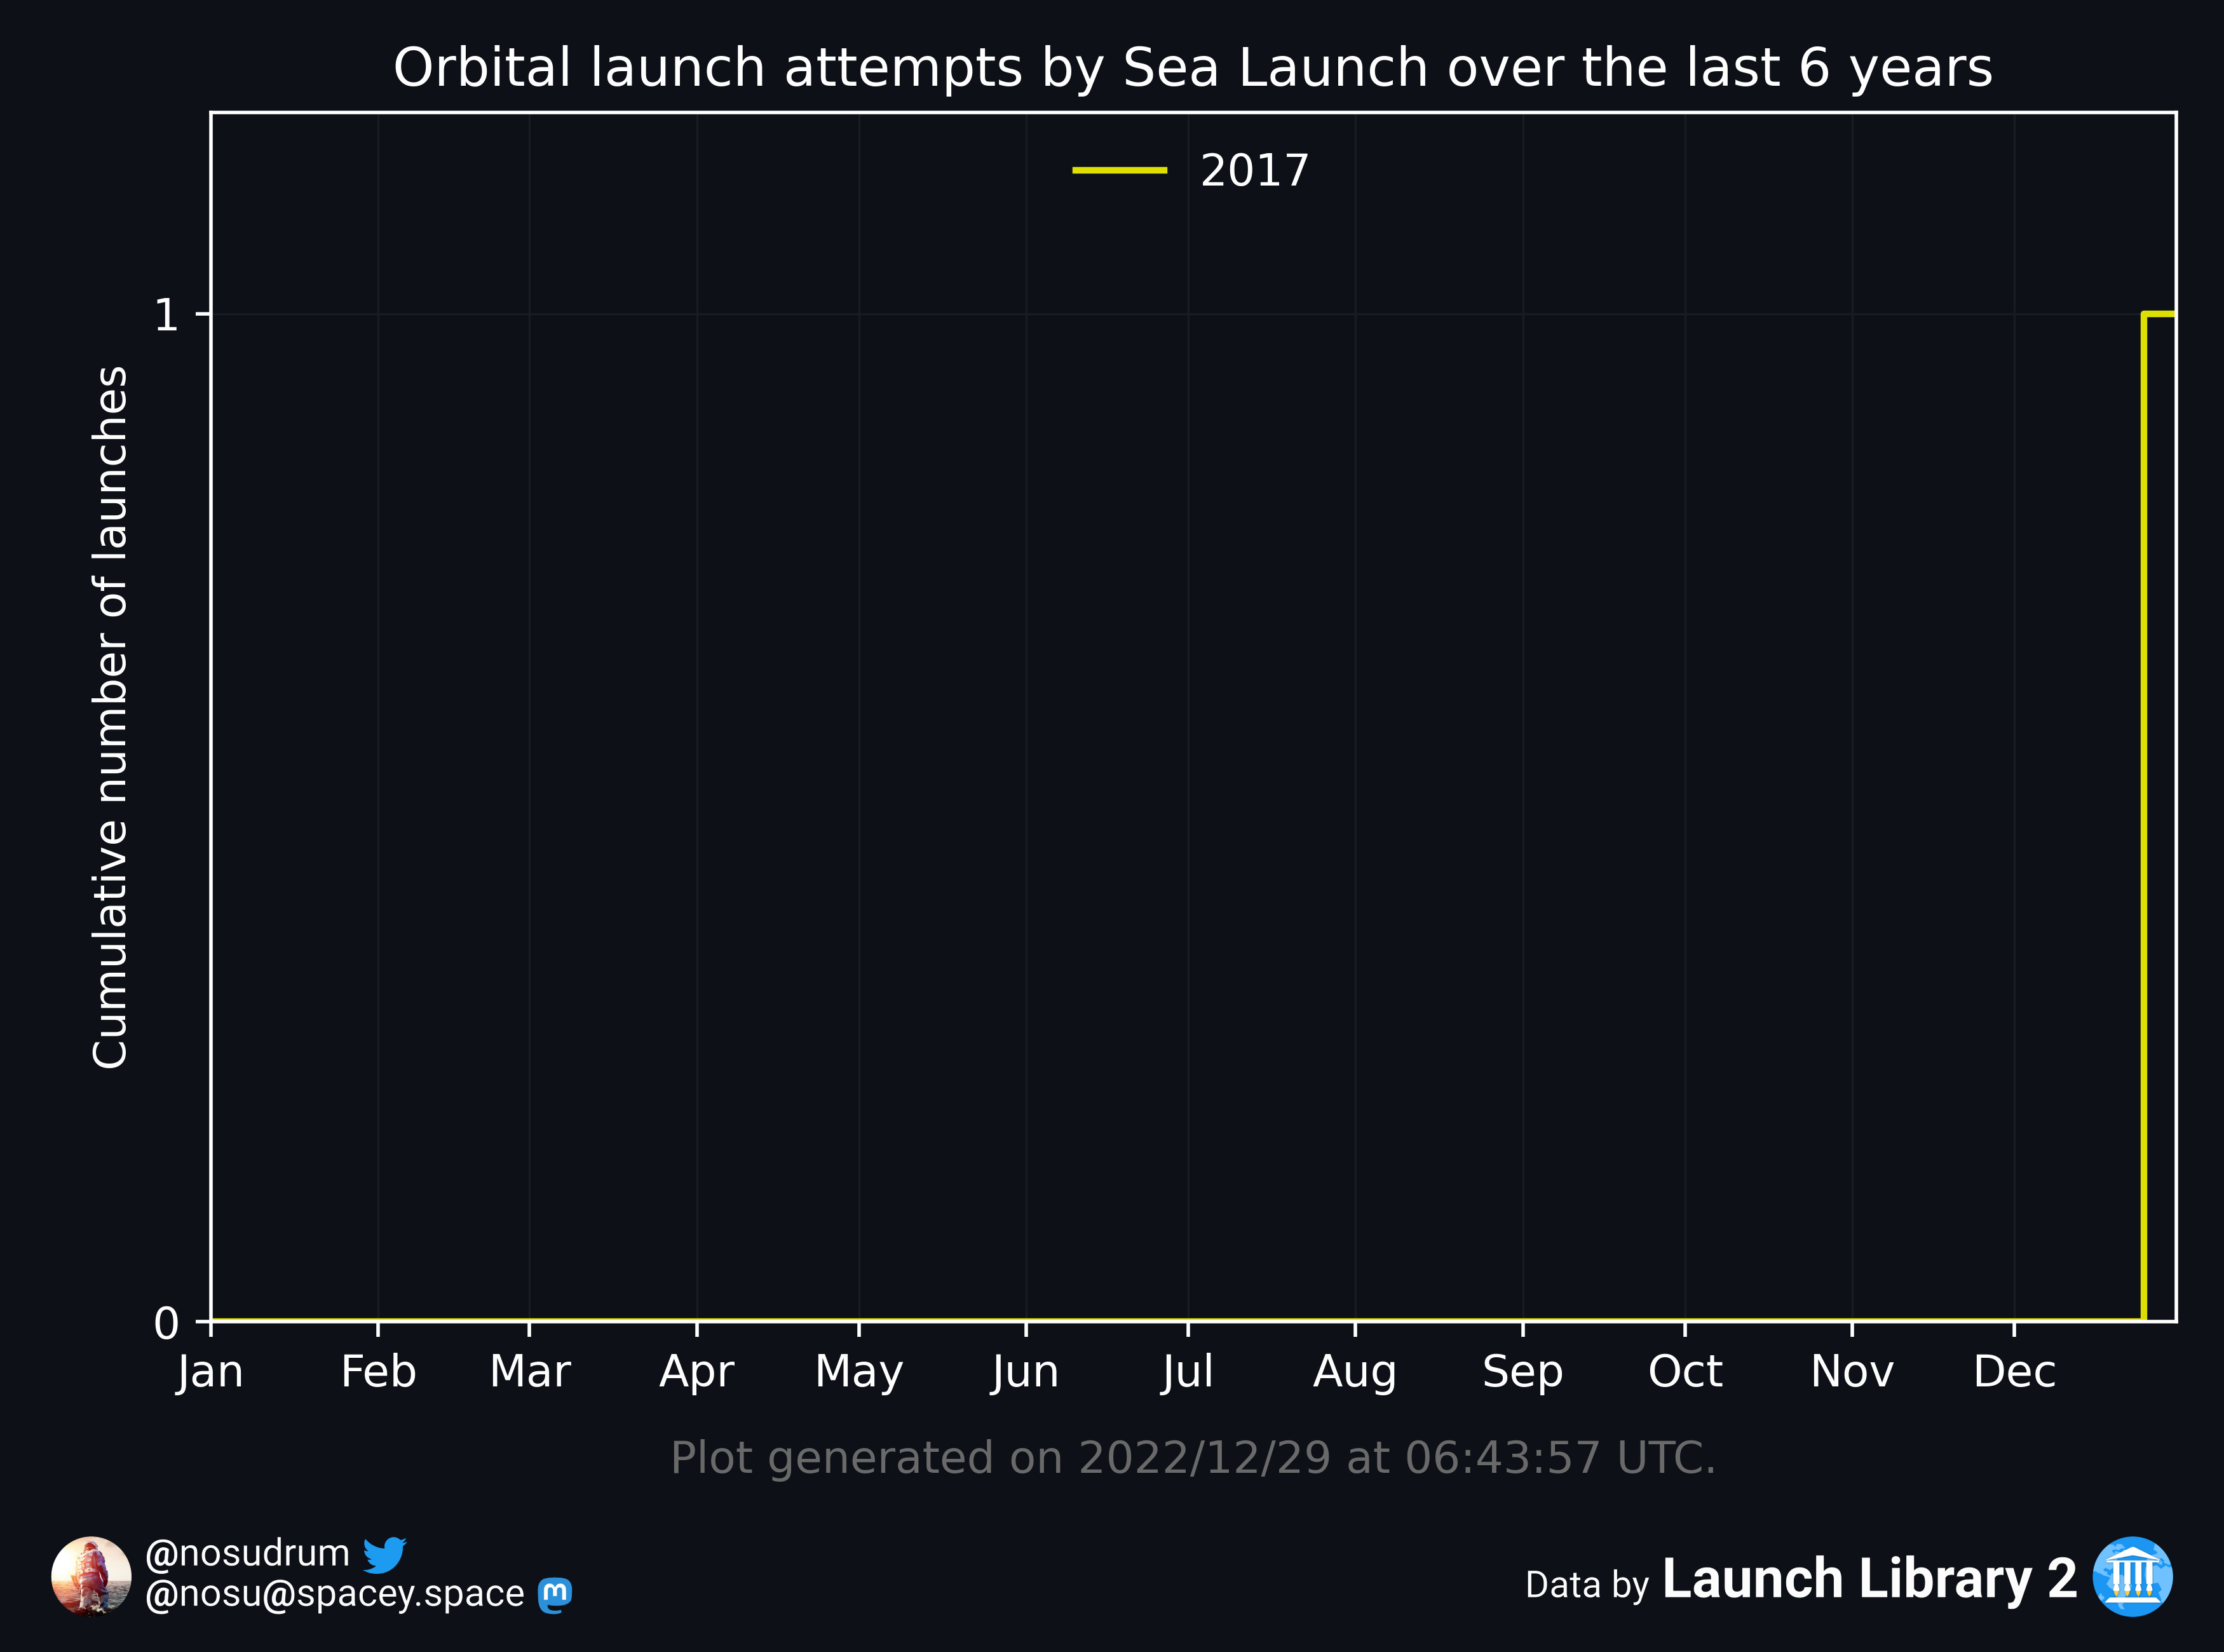 Orbital launch attempts by Sea Launch over the last 6 years
2017
Cumulative number of launches
1
0
Jan Feb Mar Apr May Jun Jul Aug Sep Oct Nov Dec
Plot generated on 2022/12/29 at 06:43:57 UTC.
@nosudrum
@nosu@spacey.space
Data by Launch Library 2